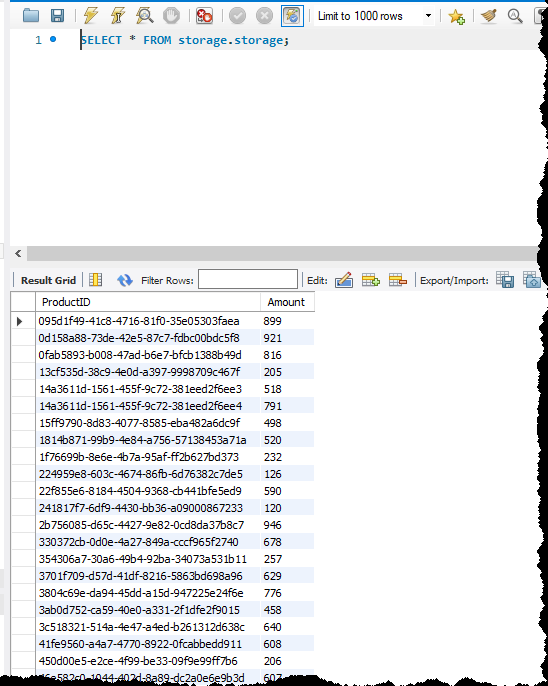 Limit to 1000 rows
1 SELECT * FROM storage.storage;
Result Grid Filter Rows: Edit: Export/Import:
ProductID Amount
095d1f49-41c8-4716-81f0-35e05303faea 899
0d158a88-73de-42e5-87c7-fdbc00bdc5f8 921
0fab5893-b008-47ad-b6e7-bfcb1388b49d 816
13cf535d-38c9-4e0d-a397-9998709c467f 205
14a3611d-1561-455f-9c72-381eed2f6ee3 518
14a3611d-1561-455f-9c72-381eed2f6ee4 791
15ff9790-8d83-4077-8585-eba482a6dc9f 498
1814b871-99b9-4e84-a756-57138453a71a 520
1f76699b-8e6e-4b7a-95af-ff2b627bd373 232
224959e8-603c-4674-86fb-6d76382c7de5 126
22f855e6-8184-4504-9368-cb441bfe5ed9 590
241817f7-6df9-4430-bb36-a09000867233 120
2b756085-d65c-4427-9e82-0cd8da37b8c7 946
330372cb-0d0e-4a27-849a-cccf965f2740 678
354306a7-30a6-49b4-92ba-34073a531b11 257
3701f709-d57d-41df-8216-5863bd698a96 629
3804c69e-da94-45dd-a15d-947225e24f6e 776
3ab0d752-ca59-40e0-a331-2f1dfe2f9015 458
3c518321-514a-4e47-a4ed-b261312d638c 640
41fe9560-a4a7-4770-8922-0fcabbedd911 608
450d00e5-e2ce-4f99-be33-09f9e99ff7b6 206